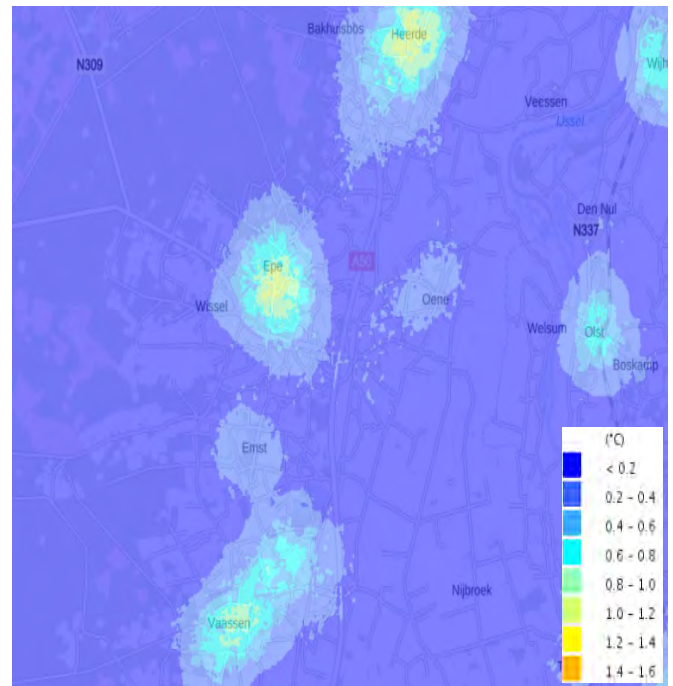 Bakhuisbos
Heerde
N309
Wijh
Veessen
IJssel
Den Nul
N337
Epe
A50
Oene
Wissel
Welsum
Olst
Boskamp
Emst
Nijbroek
Vaassen
(°C)
< 0.2
0.2 – 0.4
0.4 – 0.6
0.6 – 0.8
0.8 – 1.0
1.0 – 1.2
1.2 – 1.4
1.4 – 1.6